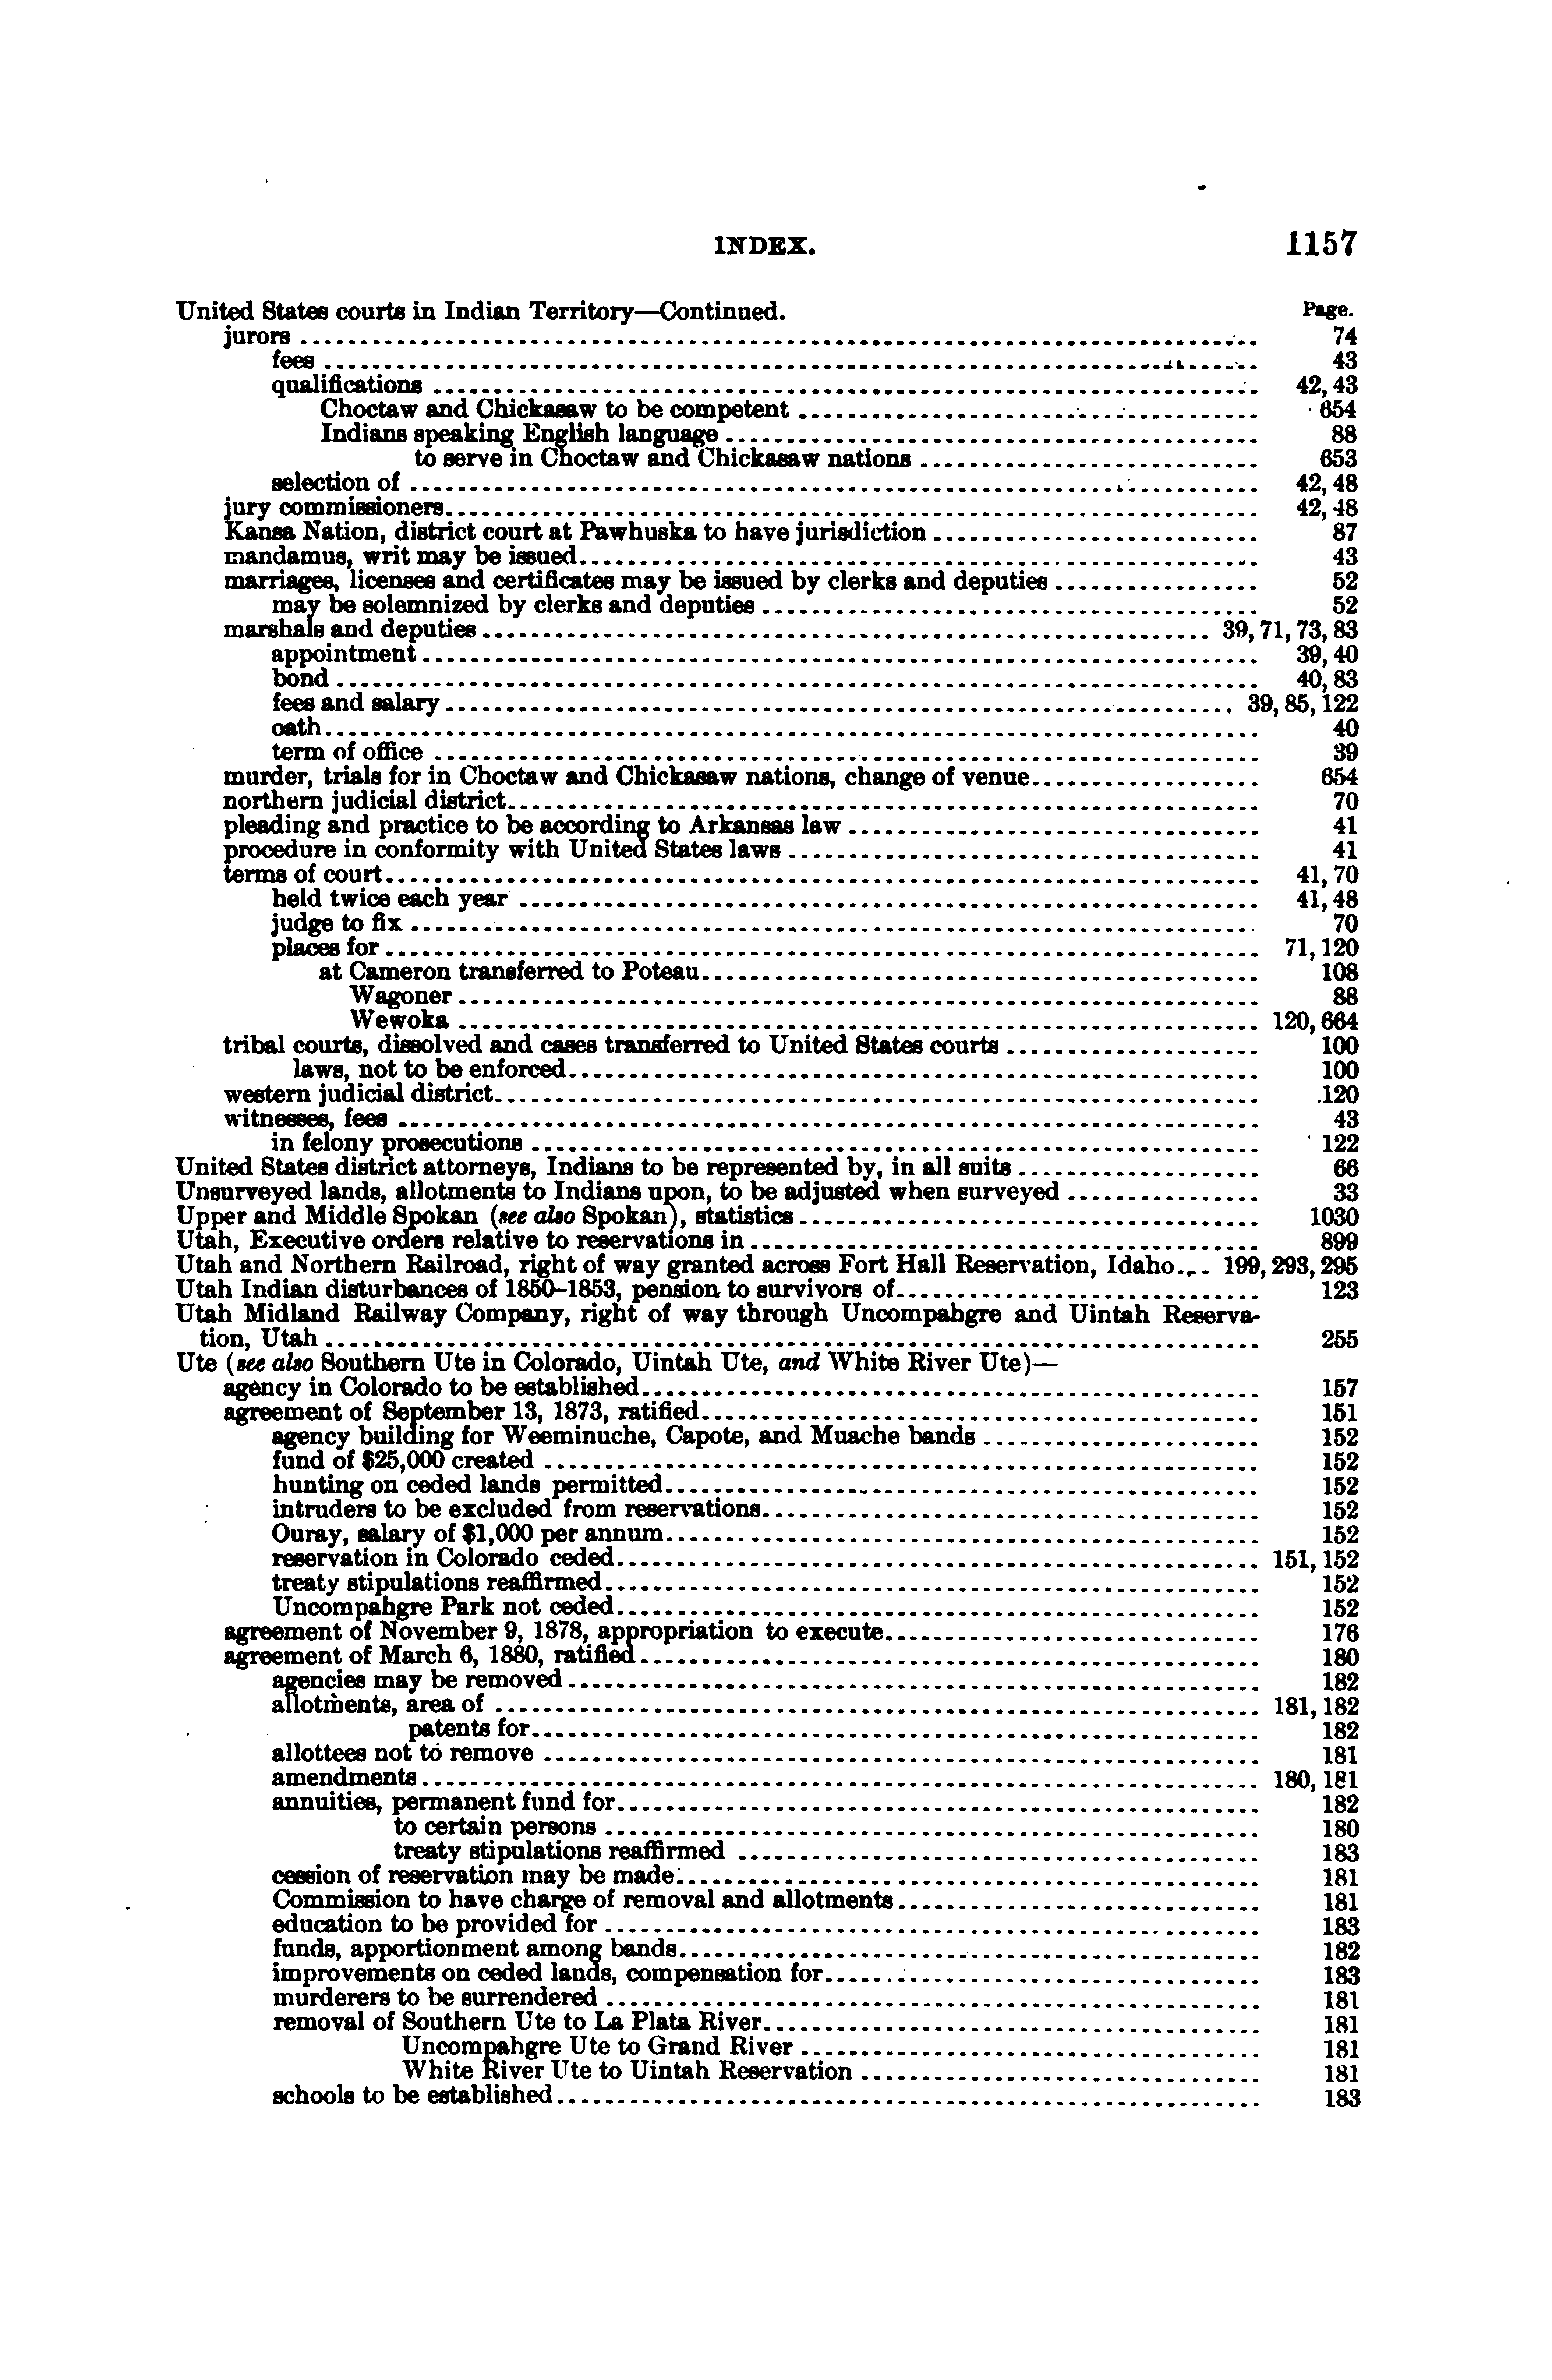 INDEX. 1157
United States courts in Indian Territory—Continued. Page.
jurors 74
fees 43
qualifications 42, 43
Choctaw and Chickasaw to be competent 654
Indians speaking English language 88
to serve in Choctaw and Chickasaw nations 653
selection of 42, 48
jury commissioners 42, 48
Kansa Nation, district court at Pawhuska to have jurisdiction 87
mandamus, writ may be issued 43
marriages, licenses and certificates may be issued by clerks and deputies 52
may be solemnized by clerks and deputies 52
marshals and deputies 39, 71, 73, 83
appointment 39, 40
bond 40, 83
fees and salary 39, 85, 122
oath 40
term of office 39
murder, trials for in Choctaw and Chickasaw nations, change of venue 654
northern judicial district 70
pleading and practice to be according to Arkansas law 41
procedure in conformity with United States laws 41
terms of court 41, 70
held twice each year 41, 48
judge to fix 70
places for 71, 120
at Cameron transferred to Poteau 108
Wagoner 88
Wewoka 120, 664
tribal courts, dissolved and cases transferred to United States courts 100
laws, not to be enforced 100
western judicial district 120
witnesses, fees 43
in felony prosecutions 122
United States district attorneys, Indians to be represented by, in all suits 66
Unsurveyed lands, allotments to Indians upon, to be adjusted when surveyed 33
Upper and Middle Spokan (see also Spokan), statistics 1030
Utah, Executive orders relative to reservations in 899
Utah and Northern Railroad, right of way granted across Fort Hall Reservation, Idaho 199, 293, 295
Utah Indian disturbances of 1850–1853, pension to survivors of 123
Utah Midland Railway Company, right of way through Uncompahgre and Uintah Reserva-
tion, Utah 255
Ute (see also Southern Ute in Colorado, Uintah Ute, and White River Ute)—
agency in Colorado to be established 157
agreement of September 13, 1873, ratified 151
agency building for Weeminuche, Capote, and Muache bands 152
fund of $25,000 created 152
hunting on ceded lands permitted 152
intruders to be excluded from reservations 152
Ouray, salary of $1,000 per annum 152
reservation in Colorado ceded 151, 152
treaty stipulations reaffirmed 152
Uncompahgre Park not ceded 152
agreement of November 9, 1878, appropriation to execute 176
agreement of March 6, 1880, ratified 180
agencies may be removed 182
allotments, area of 181, 182
patents for 182
allottees not to remove 181
amendments 180, 181
annuities, permanent fund for 182
to certain persons 180
treaty stipulations reaffirmed 183
cession of reservation may be made 181
Commission to have charge of removal and allotments 181
education to be provided for 183
funds, apportionment among bands 182
improvements on ceded lands, compensation for 183
murderers to be surrendered 181
removal of Southern Ute to La Plata River 181
Uncompahgre Ute to Grand River 181
White River Ute to Uintah Reservation 181
schools to be established 183